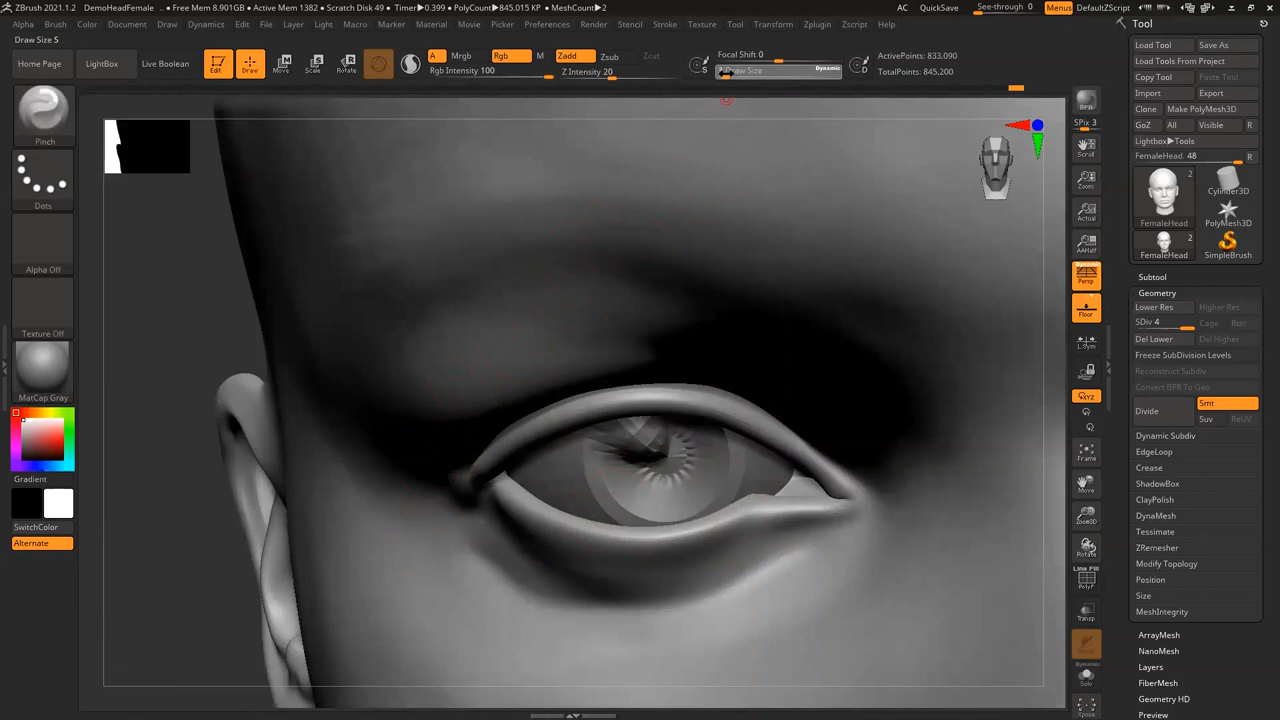 ZBrush 2021.1.2 DemoHeadFemale • Free Mem 8.901GB • Active Mem 1382 • Scratch Disk 49 • Timer▶0.399 • PolyCount▶845.015 KP • MeshCount▶2 AC QuickSave See-through 0 Menus DefaultZScript
Alpha Brush Color Document Draw Dynamics Edit File Layer Light Macro Marker Material Movie Picker Preferences Render Stencil Stroke Texture Tool Transform Zplugin Zscript Help
Draw Size S
Home Page LightBox Live Boolean
Edit Draw Move Scale Rotate
A Mrgb Rgb M Zadd Zsub Zcut
Rgb Intensity 100 Z Intensity 20
S Focal Shift 0 D
Draw Size Dynamic
ActivePoints: 833,090
TotalPoints: 845,200
Pinch
Dots
Alpha Off
Texture Off
MatCap Gray
Gradient
SwitchColor
Alternate
BPR
SPix 3
Scroll
Zoom
Actual
AAHalf
Dynamic
Persp
Floor
L.Sym
XYZ
Frame
Move
Zoom3D
Rotate
Line Fill
PolyF
Transp
Dynamic
Solo
Xpose
Tool
Load Tool Save As
Load Tools From Project
Copy Tool Paste Tool
Import Export
Clone Make PolyMesh3D
GoZ All Visible R
Lightbox▶Tools
FemaleHead. 48 R
2
FemaleHead
Cylinder3D
PolyMesh3D
2
FemaleHead
SimpleBrush
Subtool
Geometry
Lower Res Higher Res
SDiv 4 Cage Rstr
Del Lower Del Higher
Freeze SubDivision Levels
Reconstruct Subdiv
Convert BPR To Geo
Divide Smt
Suv ReUV
Dynamic Subdiv
EdgeLoop
Crease
ShadowBox
ClayPolish
DynaMesh
Tessimate
ZRemesher
Modify Topology
Position
Size
MeshIntegrity
ArrayMesh
NanoMesh
Layers
FiberMesh
Geometry HD
Preview